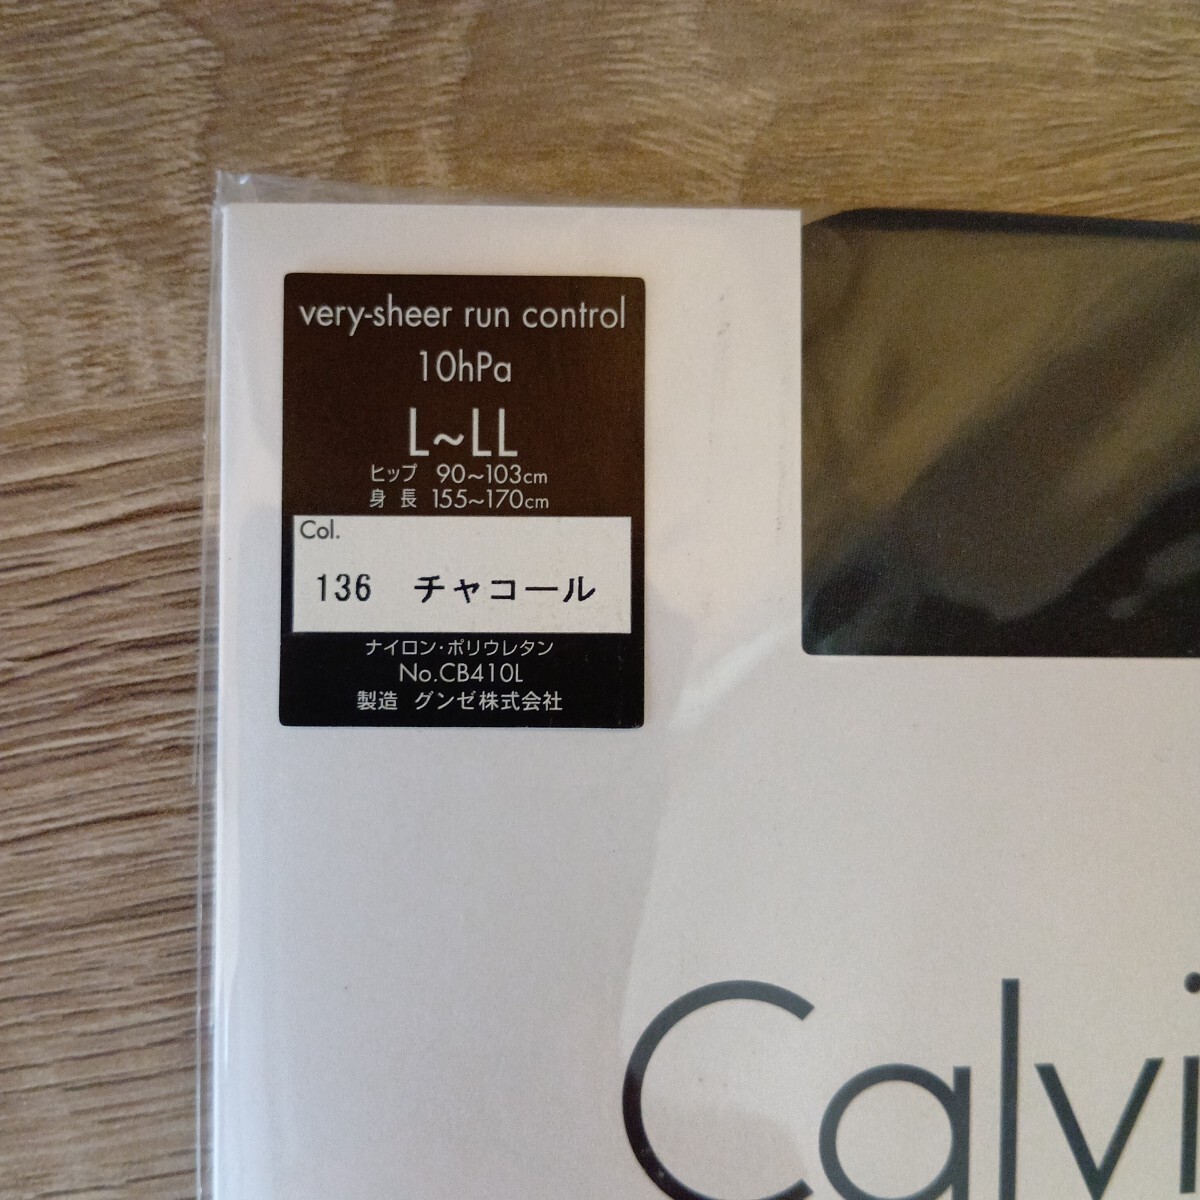 very-sheer run control
10hPa
L~LL
ヒップ 90~103cm
身長 155~170cm
Col.
136 チャコール
ナイロン・ポリウレタン
No.CB410L
製造 グンゼ株式会社
Calvi